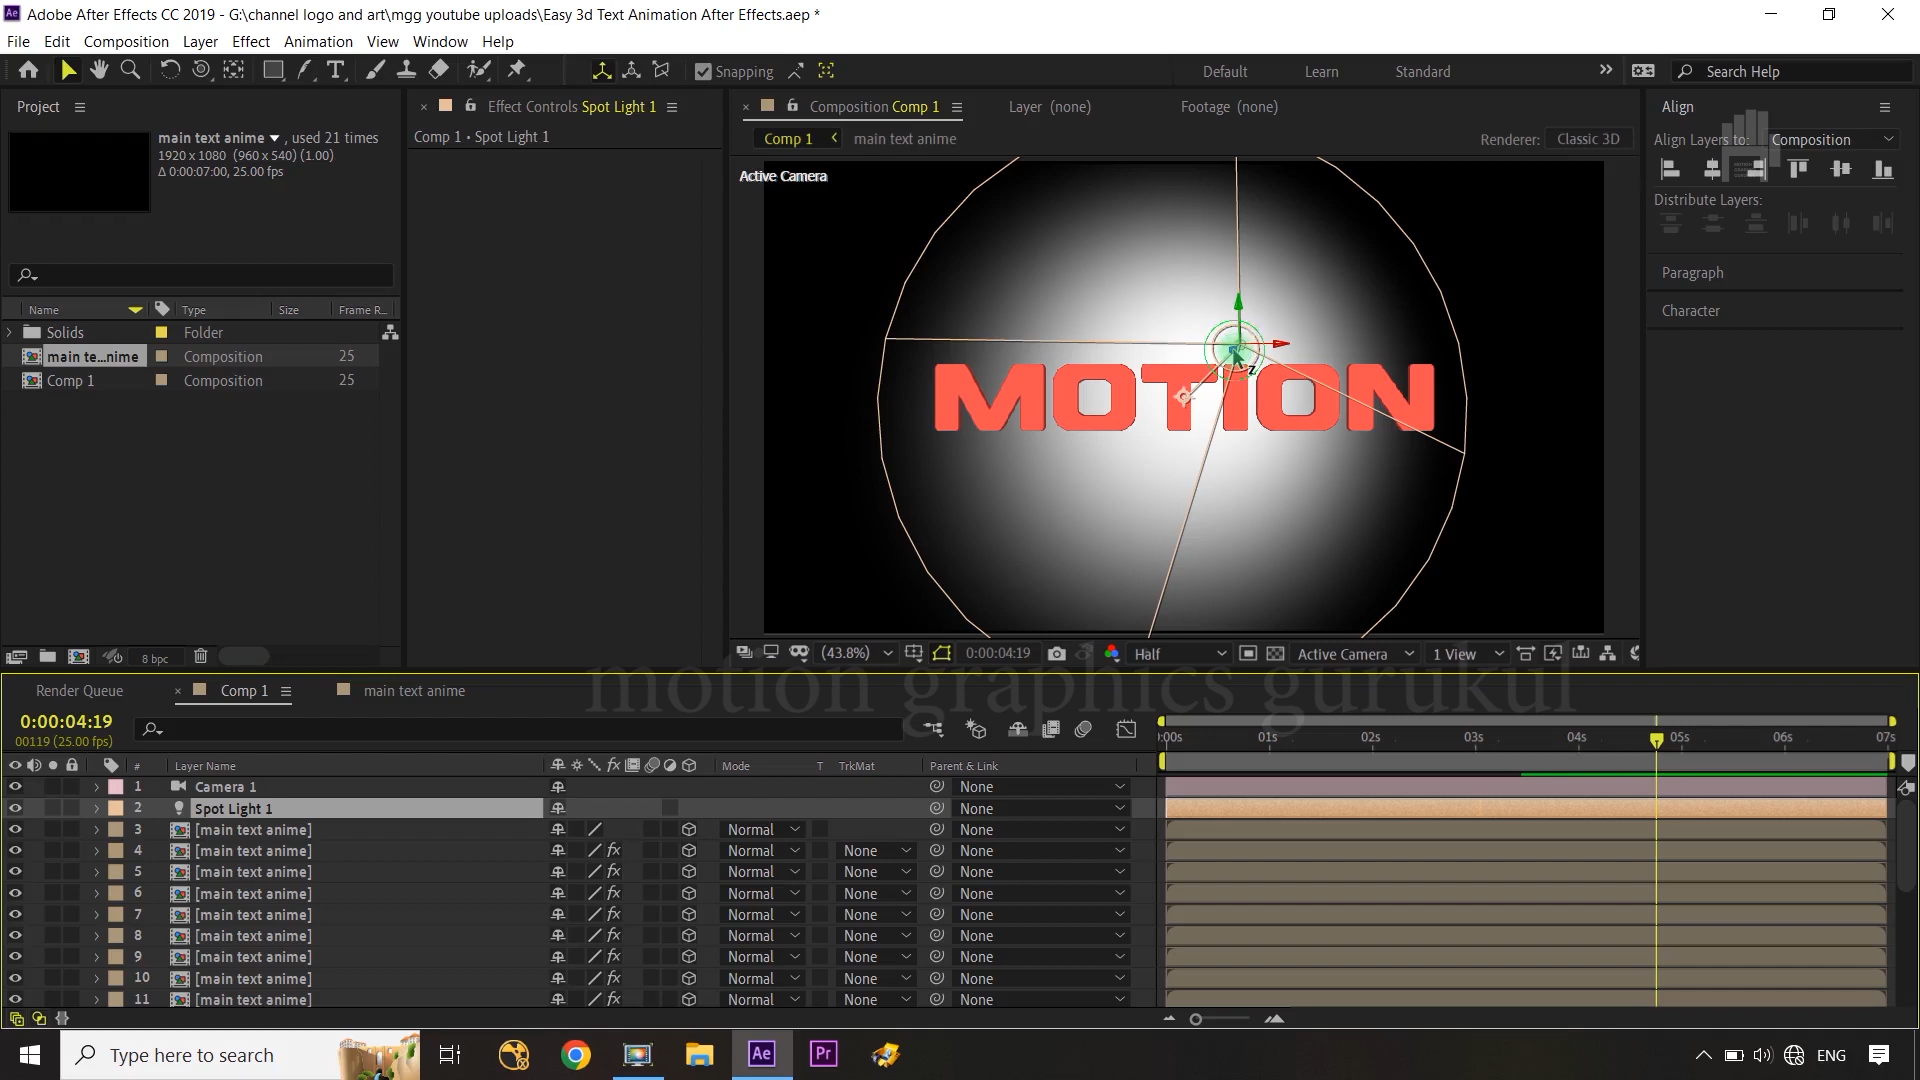 Adobe After Effects CC 2019 - G:\channel logo and art\mgg youtube uploads\Easy 3d Text Animation After Effects.aep *
File Edit Composition Layer Effect Animation View Window Help
Snapping Default Learn Standard Search Help
Project
Effect Controls Spot Light 1
Composition Comp 1 Layer (none) Footage (none)
Align
main text anime , used 21 times
1920 x 1080 (960 x 540) (1.00)
Δ 0:00:07:00, 25.00 fps
Comp 1 • Spot Light 1
Comp 1 main text anime Renderer: Classic 3D
Align Layers to: Composition
Active Camera
Distribute Layers:
Paragraph
Character
Name Type Size Frame R...
Solids Folder
main te...nime Composition 25
Comp 1 Composition 25
MOTION
z
8 bpc
(43.8%) 0:00:04:19 Half Active Camera 1 View
motion graphics gurukul
Render Queue Comp 1 main text anime
0:00:04:19
00119 (25.00 fps)
:00s 01s 02s 03s 04s 05s 06s 07s
# Layer Name Mode T TrkMat Parent & Link
1 Camera 1 None
2 Spot Light 1 None
3 [main text anime] Normal None
4 [main text anime] fx Normal None None
5 [main text anime] fx Normal None None
6 [main text anime] fx Normal None None
7 [main text anime] fx Normal None None
8 [main text anime] fx Normal None None
9 [main text anime] fx Normal None None
10 [main text anime] fx Normal None None
11 [main text anime] fx Normal None None
Type here to search Ae Pr ENG